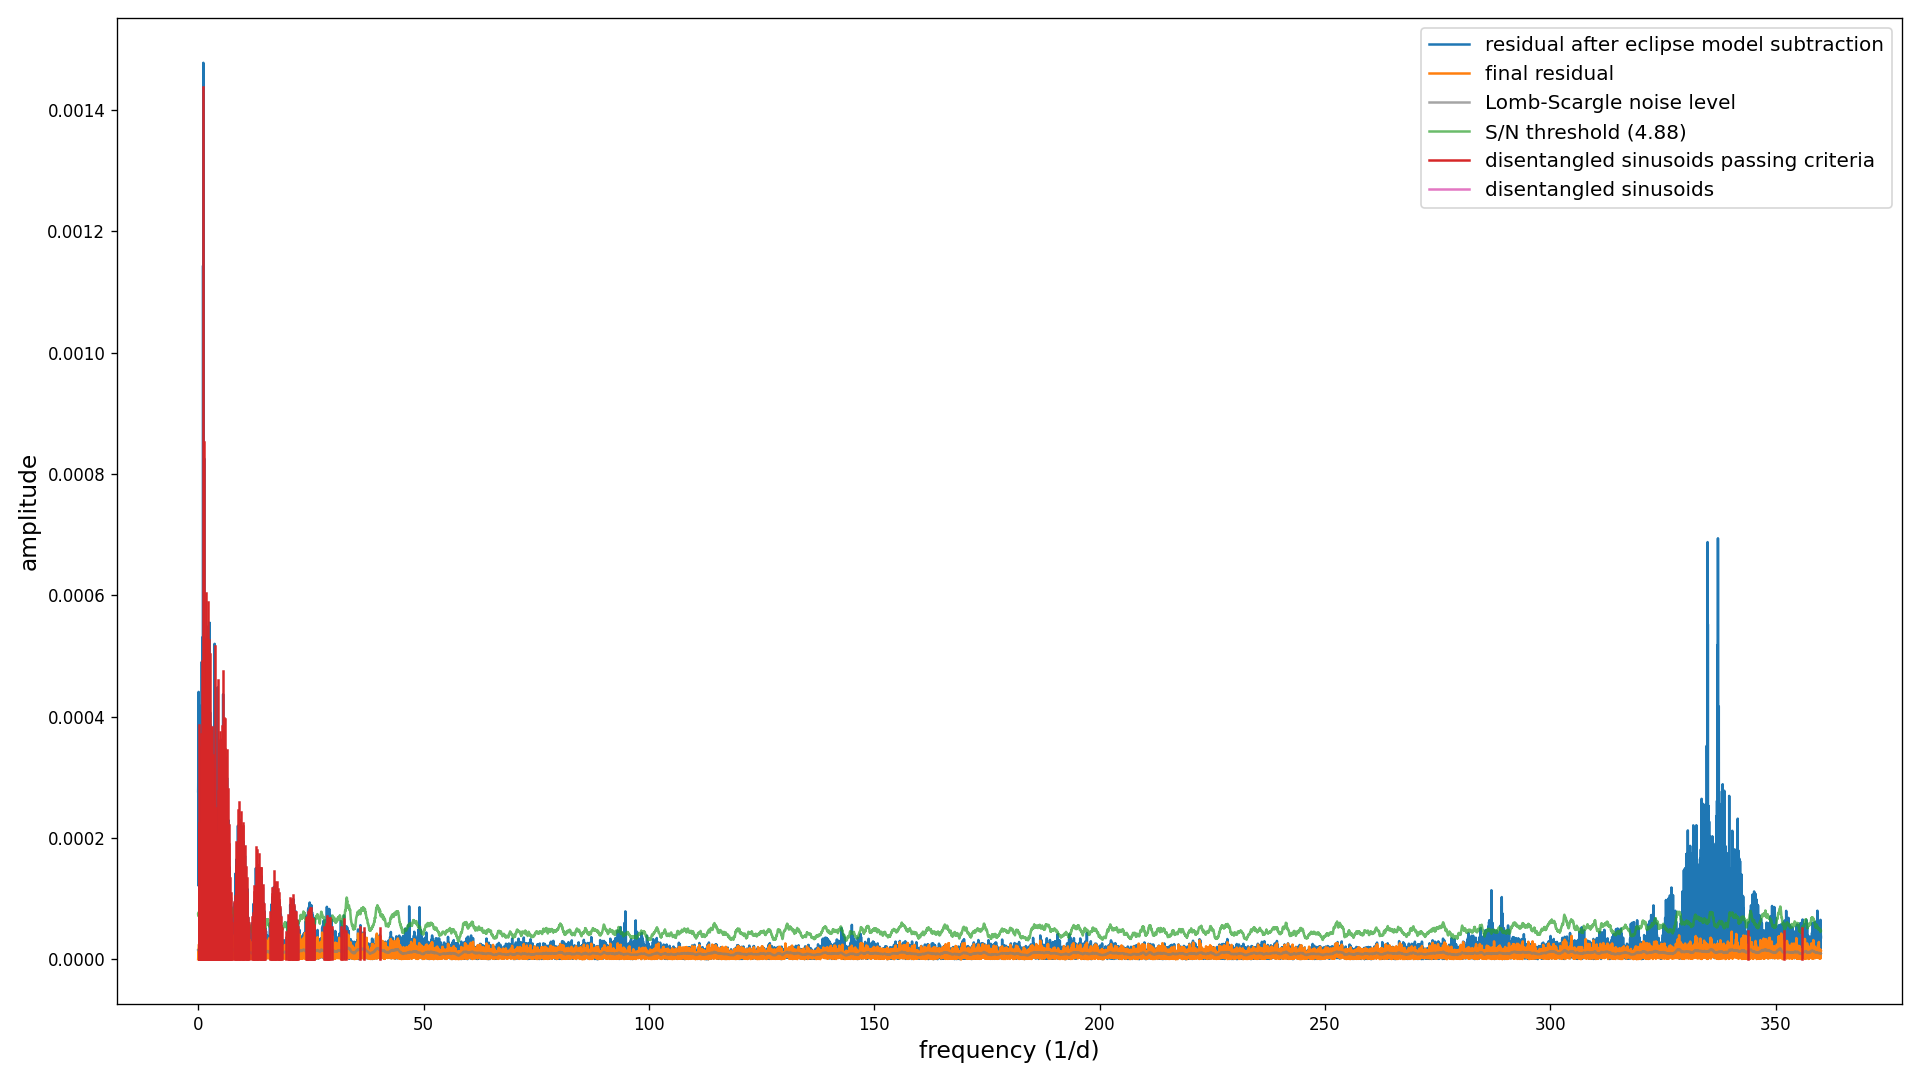 residual after eclipse model subtraction
final residual
Lomb-Scargle noise level
S/N threshold (4.88)
disentangled sinusoids passing criteria
disentangled sinusoids
0.0014
0.0012
0.0010
0.0008
0.0006
0.0004
0.0002
0.0000
amplitude
0 50 100 150 200 250 300 350
frequency (1/d)